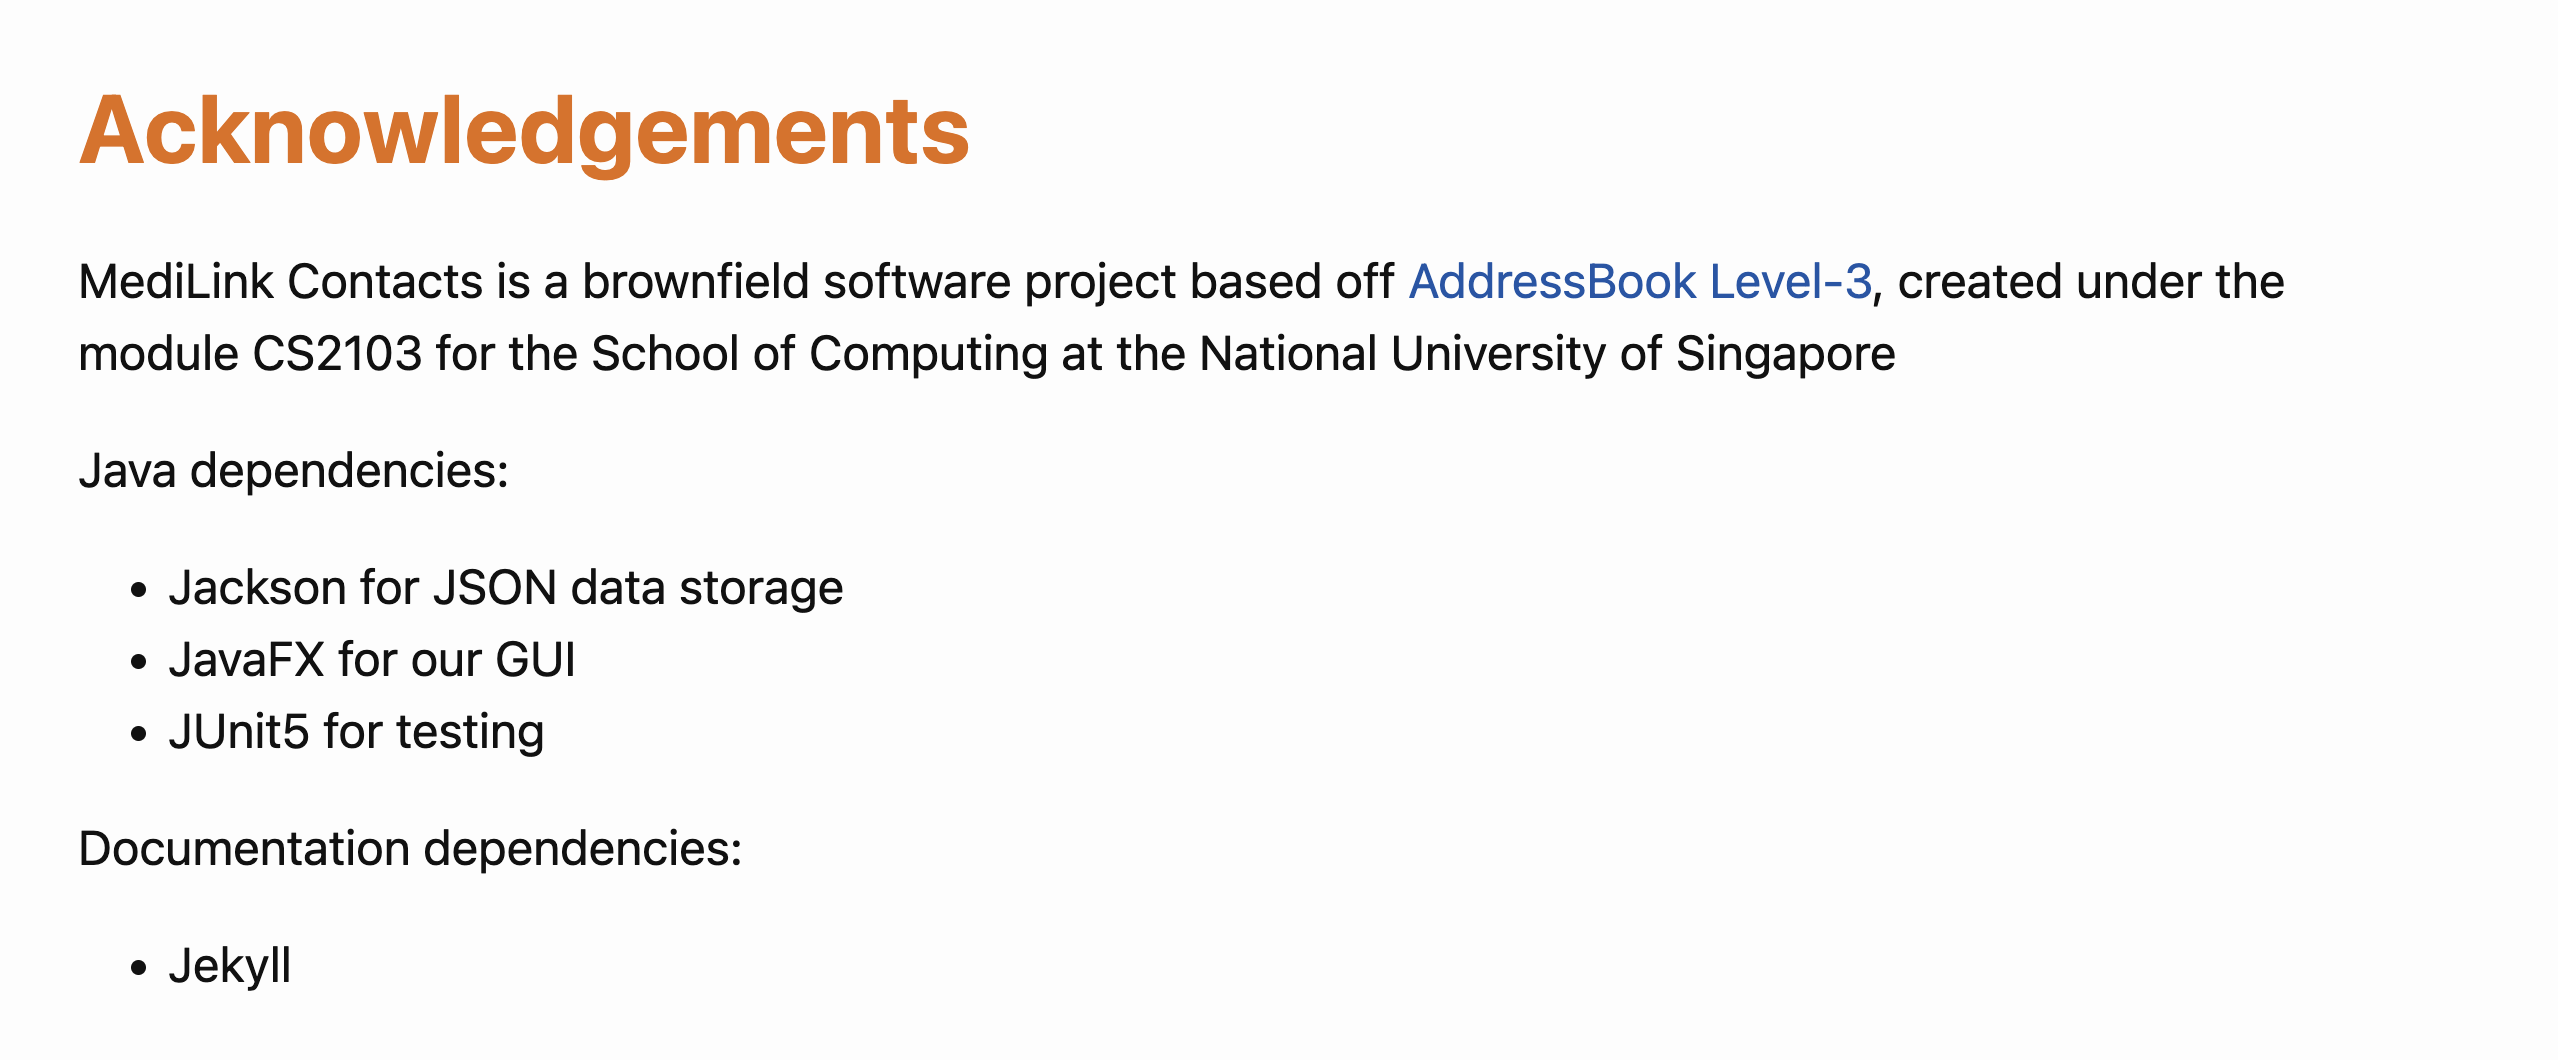 Acknowledgements
MediLink Contacts is a brownfield software project based off AddressBook Level-3, created under the
module CS2103 for the School of Computing at the National University of Singapore
Java dependencies:
• Jackson for JSON data storage
• JavaFX for our GUI
• JUnit5 for testing
Documentation dependencies:
• Jekyll